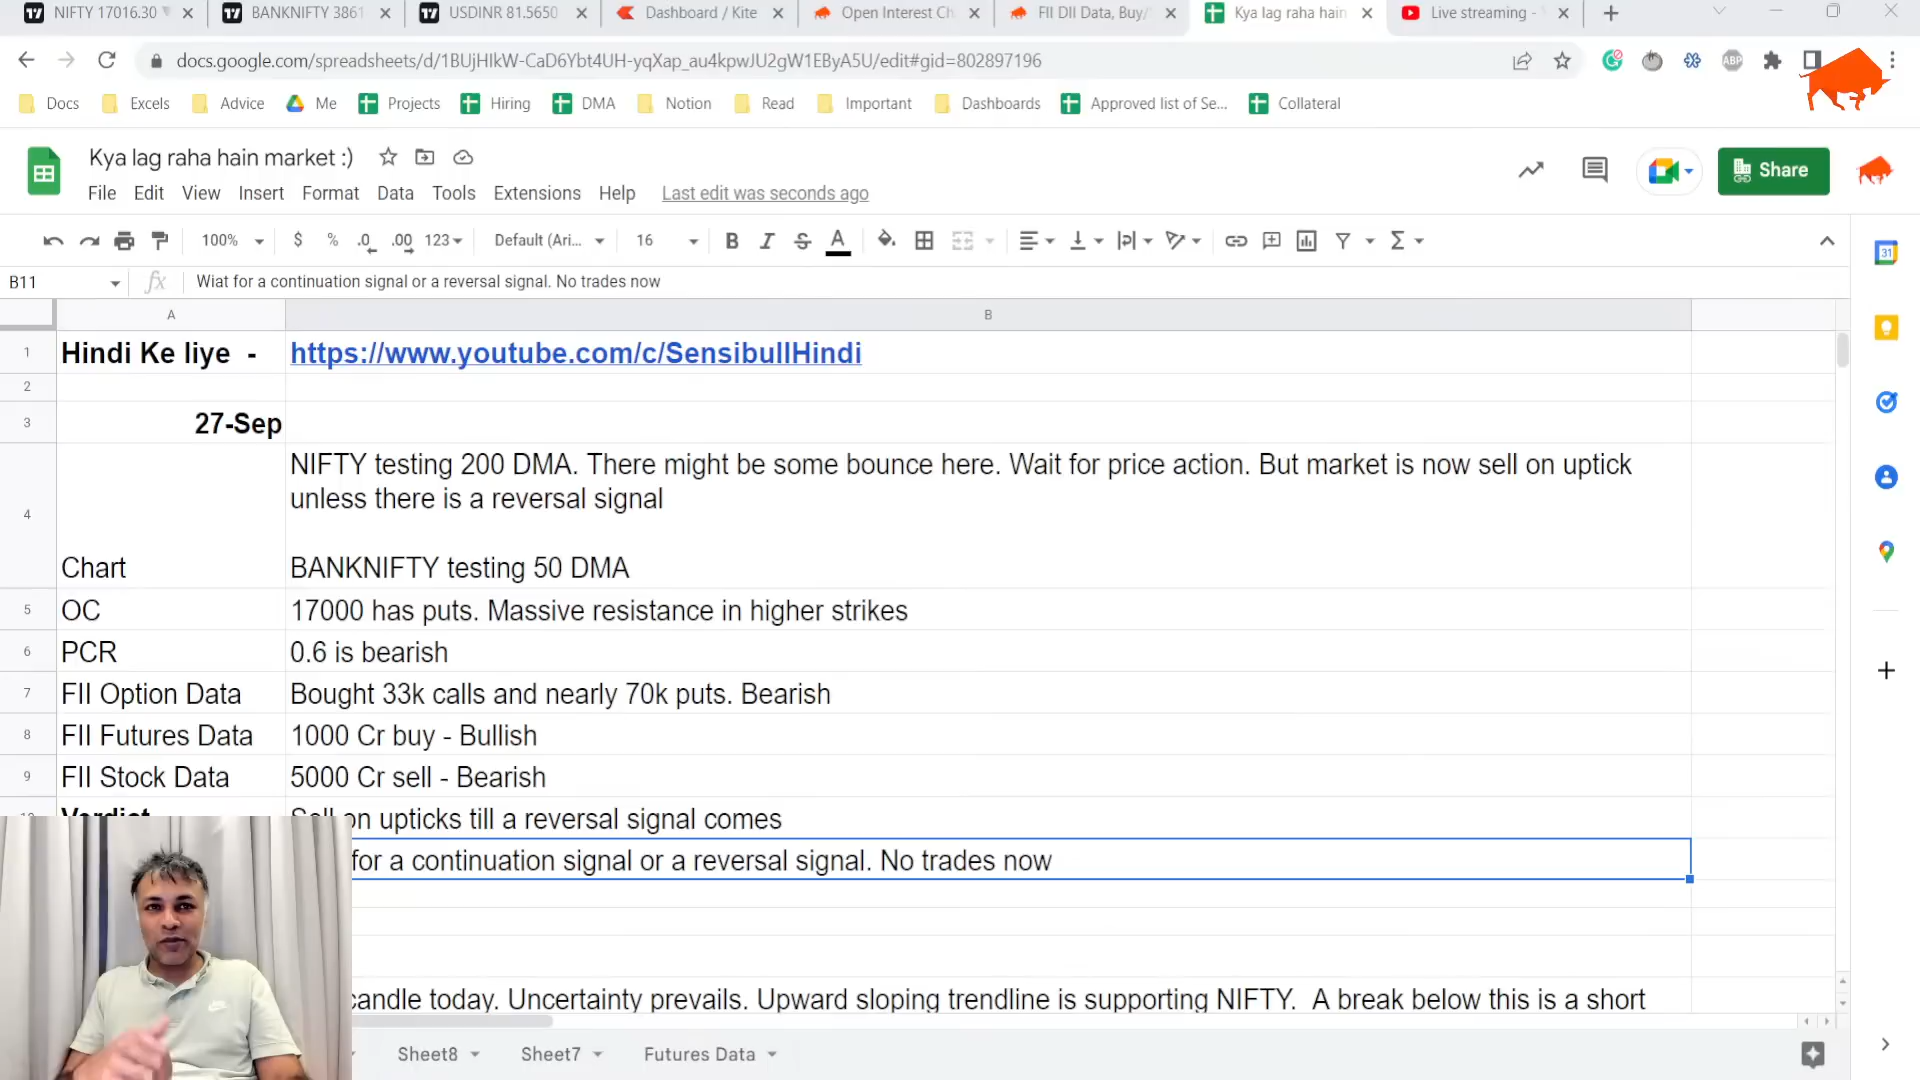 NIFTY 17016.30
BANKNIFTY 3861
USDINR 81.5650
Dashboard / Kite
Open Interest Ch
FII DII Data, Buy/
Kya lag raha hain
Live streaming -
docs.google.com/spreadsheets/d/1BUjHIkW-CaD6Ybt4UH-yqXap_au4kpwJU2gW1EByA5U/edit#gid=802897196
Docs
Excels
Advice
Me
Projects
Hiring
DMA
Notion
Read
Important
Dashboards
Approved list of Se...
Collateral
Kya lag raha hain market :)
File Edit View Insert Format Data Tools Extensions Help Last edit was seconds ago
Share
100% $ % .0 .00 123 Default (Ari... 16 B I S A
B11 fx Wiat for a continuation signal or a reversal signal. No trades now
A B
1 Hindi Ke liye - https://www.youtube.com/c/SensibullHindi
2
3 27-Sep
NIFTY testing 200 DMA. There might be some bounce here. Wait for price action. But market is now sell on uptick
unless there is a reversal signal
4
Chart BANKNIFTY testing 50 DMA
5 OC 17000 has puts. Massive resistance in higher strikes
6 PCR 0.6 is bearish
7 FII Option Data Bought 33k calls and nearly 70k puts. Bearish
8 FII Futures Data 1000 Cr buy - Bullish
9 FII Stock Data 5000 Cr sell - Bearish
10 Verdict Sell on upticks till a reversal signal comes
for a continuation signal or a reversal signal. No trades now
candle today. Uncertainty prevails. Upward sloping trendline is supporting NIFTY. A break below this is a short
Sheet8 Sheet7 Futures Data
31
ABP